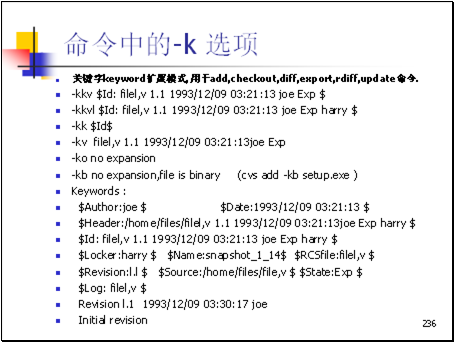 命令中的-k 选项
关键字keyword扩展模式,用于add,checkout,diff,export,rdiff,update命令.
-kkv $Id: filel,v 1.1 1993/12/09 03:21:13 joe Exp $
-kkvl $Id: filel,v 1.1 1993/12/09 03:21:13 joe Exp harry $
-kk $Id$
-kv filel,v 1.1 1993/12/09 03:21:13joe Exp
-ko no expansion
-kb no expansion,file is binary (cvs add -kb setup.exe )
Keywords :
$Author:joe $ $Date:1993/12/09 03:21:13 $
$Header:/home/files/filel,v 1.1 1993/12/09 03:21:13joe Exp harry $
$Id: filel,v 1.1 1993/12/09 03:21:13 joe Exp harry $
$Locker:harry $ $Name:snapshot_1_14$ $RCSfile:filel,v $
$Revision:l.l $ $Source:/home/files/file,v $ $State:Exp $
$Log: filel,v $
Revision l.1 1993/12/09 03:30:17 joe
Initial revision
236